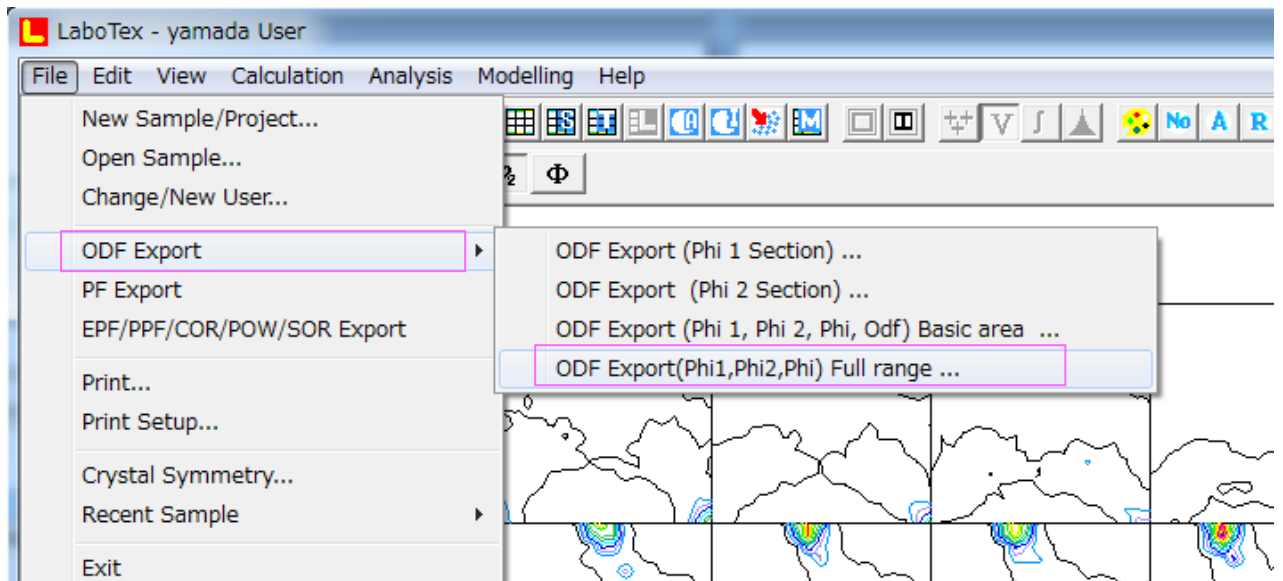 LaboTex - yamada User
File Edit View Calculation Analysis Modelling Help
New Sample/Project...
Open Sample...
Change/New User...
ODF Export
PF Export
EPF/PPF/COR/POW/SOR Export
Print...
Print Setup...
Crystal Symmetry...
Recent Sample
Exit
No A R
Φ
ODF Export (Phi 1 Section) ...
ODF Export (Phi 2 Section) ...
ODF Export (Phi 1, Phi 2, Phi, Odf) Basic area ...
ODF Export(Phi1,Phi2,Phi) Full range ...